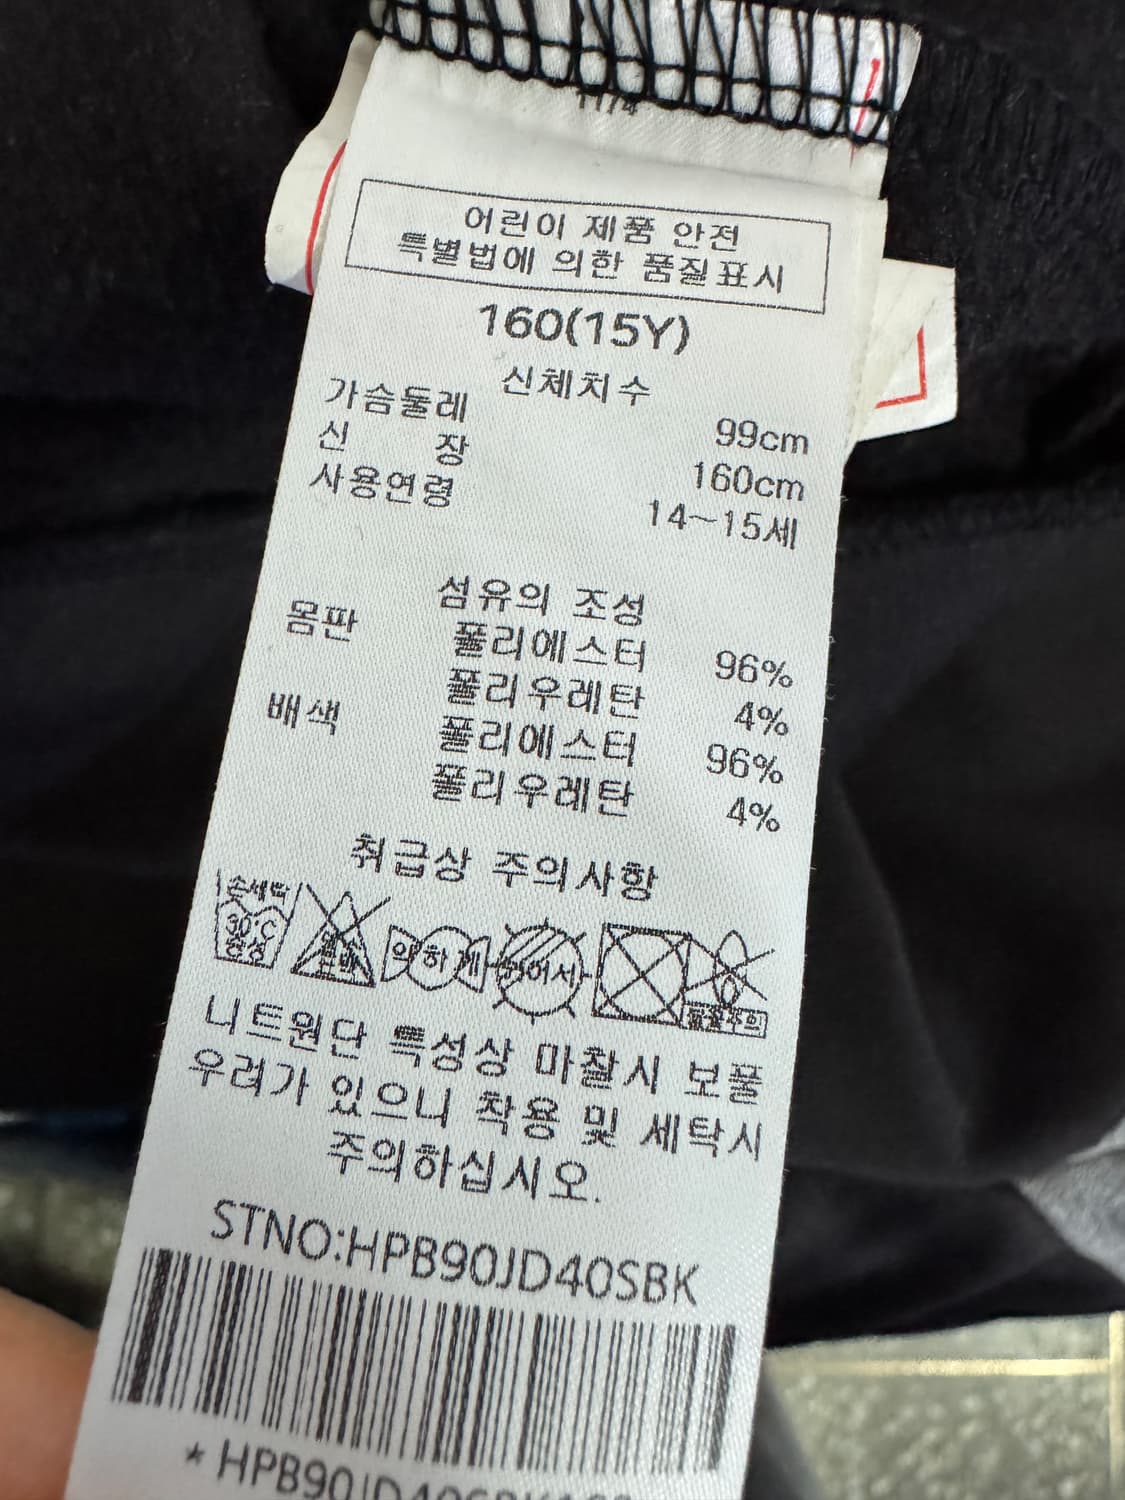 어린이 제품 안전
특별법에 의한 품질표시
160(15Y)
신체치수
가슴둘레 99cm
신 장 160cm
사용연령 14~15세
섬유의 조성
몸판 폴리에스터 96%
폴리우레탄 4%
배색 폴리에스터 96%
폴리우레탄 4%
취급상 주의사항
손세탁
30℃
중성
약하게
뉘어서
드라이
니트원단 특성상 마찰시 보풀
우려가 있으니 착용 및 세탁시
주의하십시오.
STNO:HPB90JD40SBK